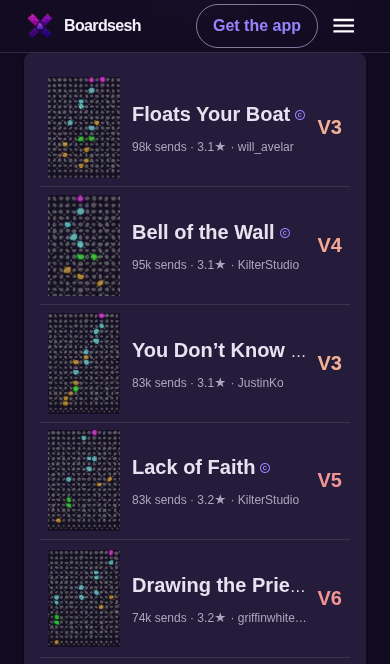 Boardsesh
Get the app
Floats Your Boat ©
98k sends · 3.1★ · will_avelar
V3
Bell of the Wall ©
95k sends · 3.1★ · KilterStudio
V4
You Don’t Know ...
83k sends · 3.1★ · JustinKo
V3
Lack of Faith ©
83k sends · 3.2★ · KilterStudio
V5
Drawing the Prie...
74k sends · 3.2★ · griffinwhite...
V6